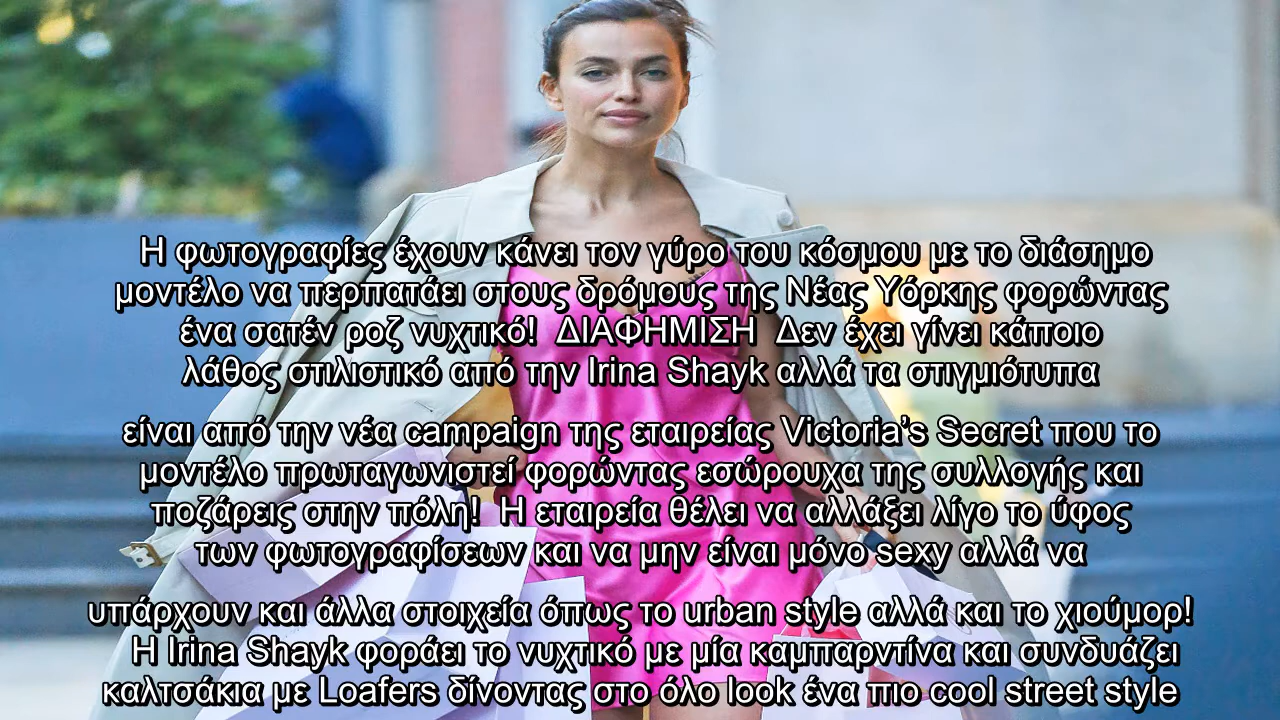 Η φωτογραφίες έχουν κάνει τον γύρο του κόσμου με το διάσημο
μοντέλο να περπατάει στους δρόμους της Νέας Υόρκης φορώντας
ένα σατέν ροζ νυχτικό!  ΔΙΑΦΗΜΙΣΗ  Δεν έχει γίνει κάποιο
λάθος στιλιστικό από την Irina Shayk αλλά τα στιγμιότυπα
είναι από την νέα campaign της εταιρείας Victoria’s Secret που το
μοντέλο πρωταγωνιστεί φορώντας εσώρουχα της συλλογής και
ποζάρεις στην πόλη!  Η εταιρεία θέλει να αλλάξει λίγο το ύφος
των φωτογραφίσεων και να μην είναι μόνο sexy αλλά να
υπάρχουν και άλλα στοιχεία όπως το urban style αλλά και το χιούμορ!
Η Irina Shayk φοράει το νυχτικό με μία καμπαρντίνα και συνδυάζει
καλτσάκια με Loafers δίνοντας στο όλο look ένα πιο cool street style